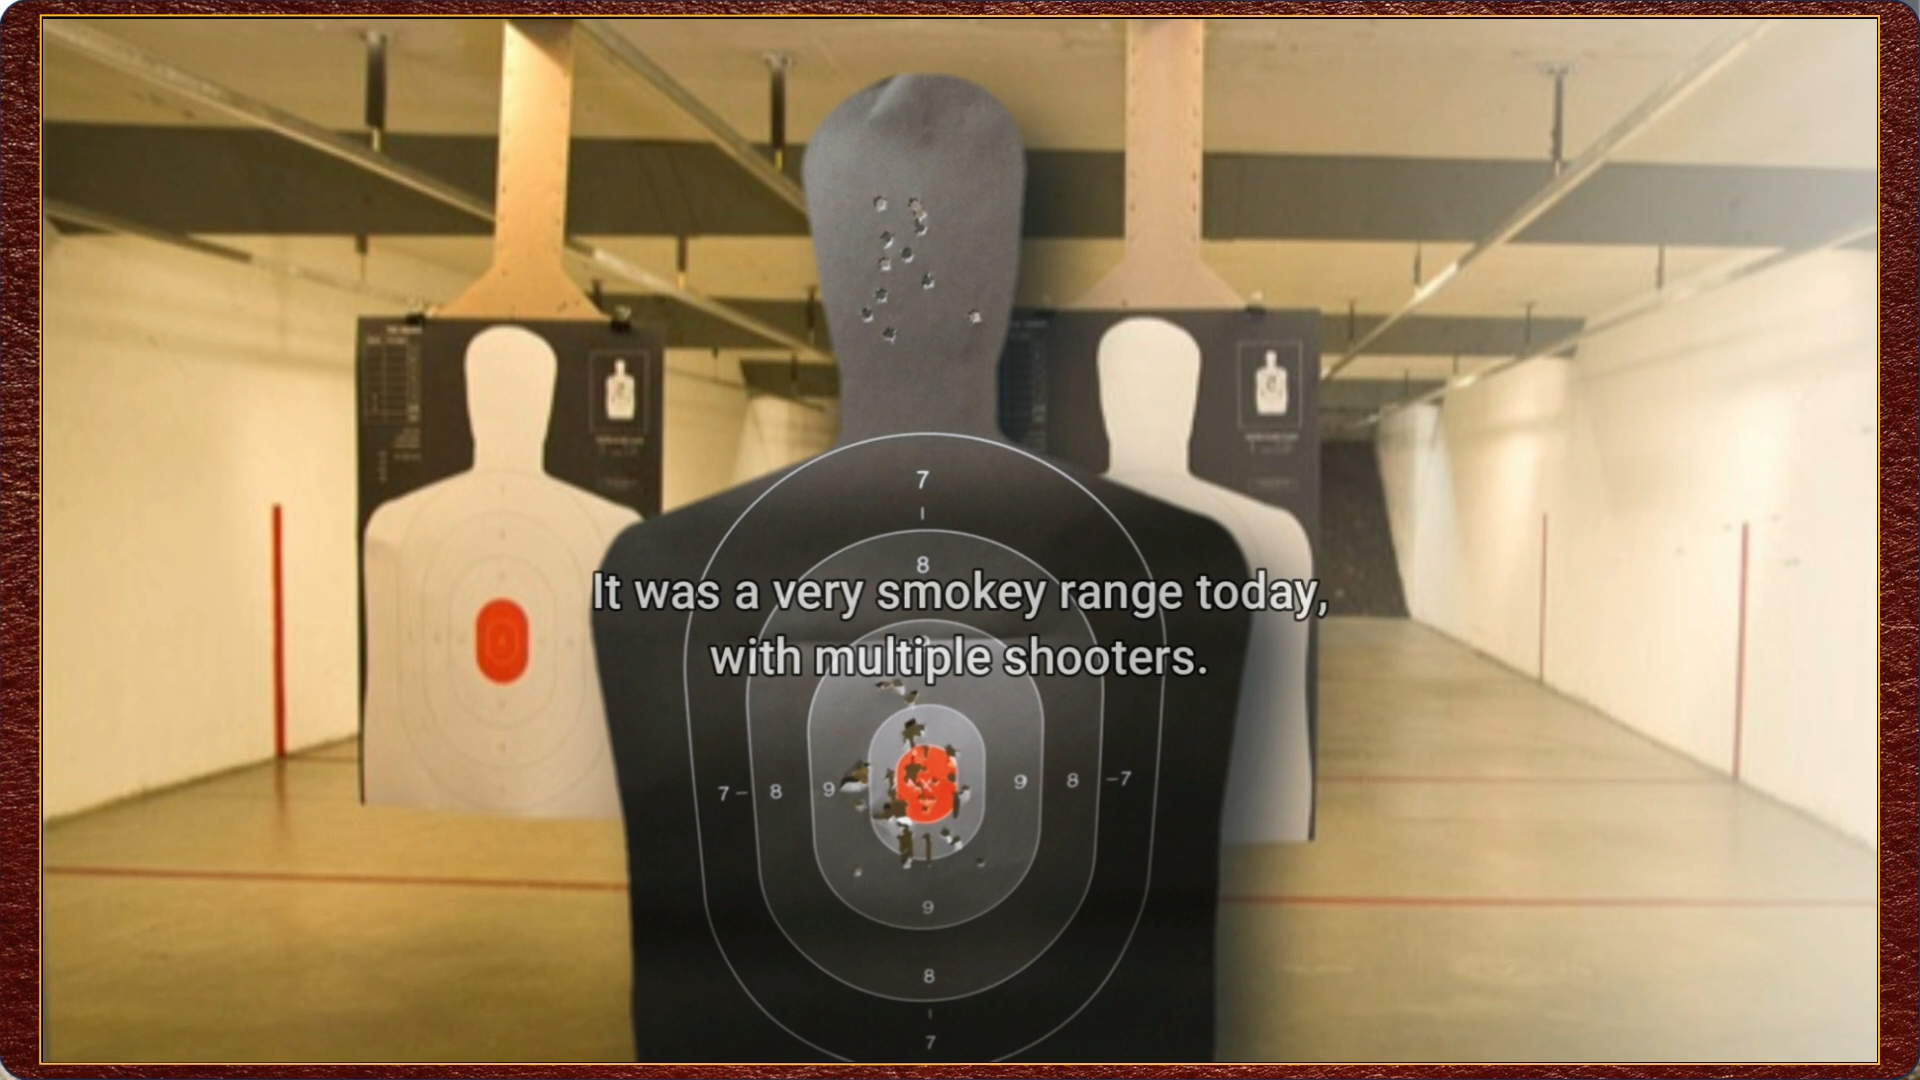 7
8
It was a very smokey range today,
with multiple shooters.
7 – 8 9 9 8 –7
9
8
7